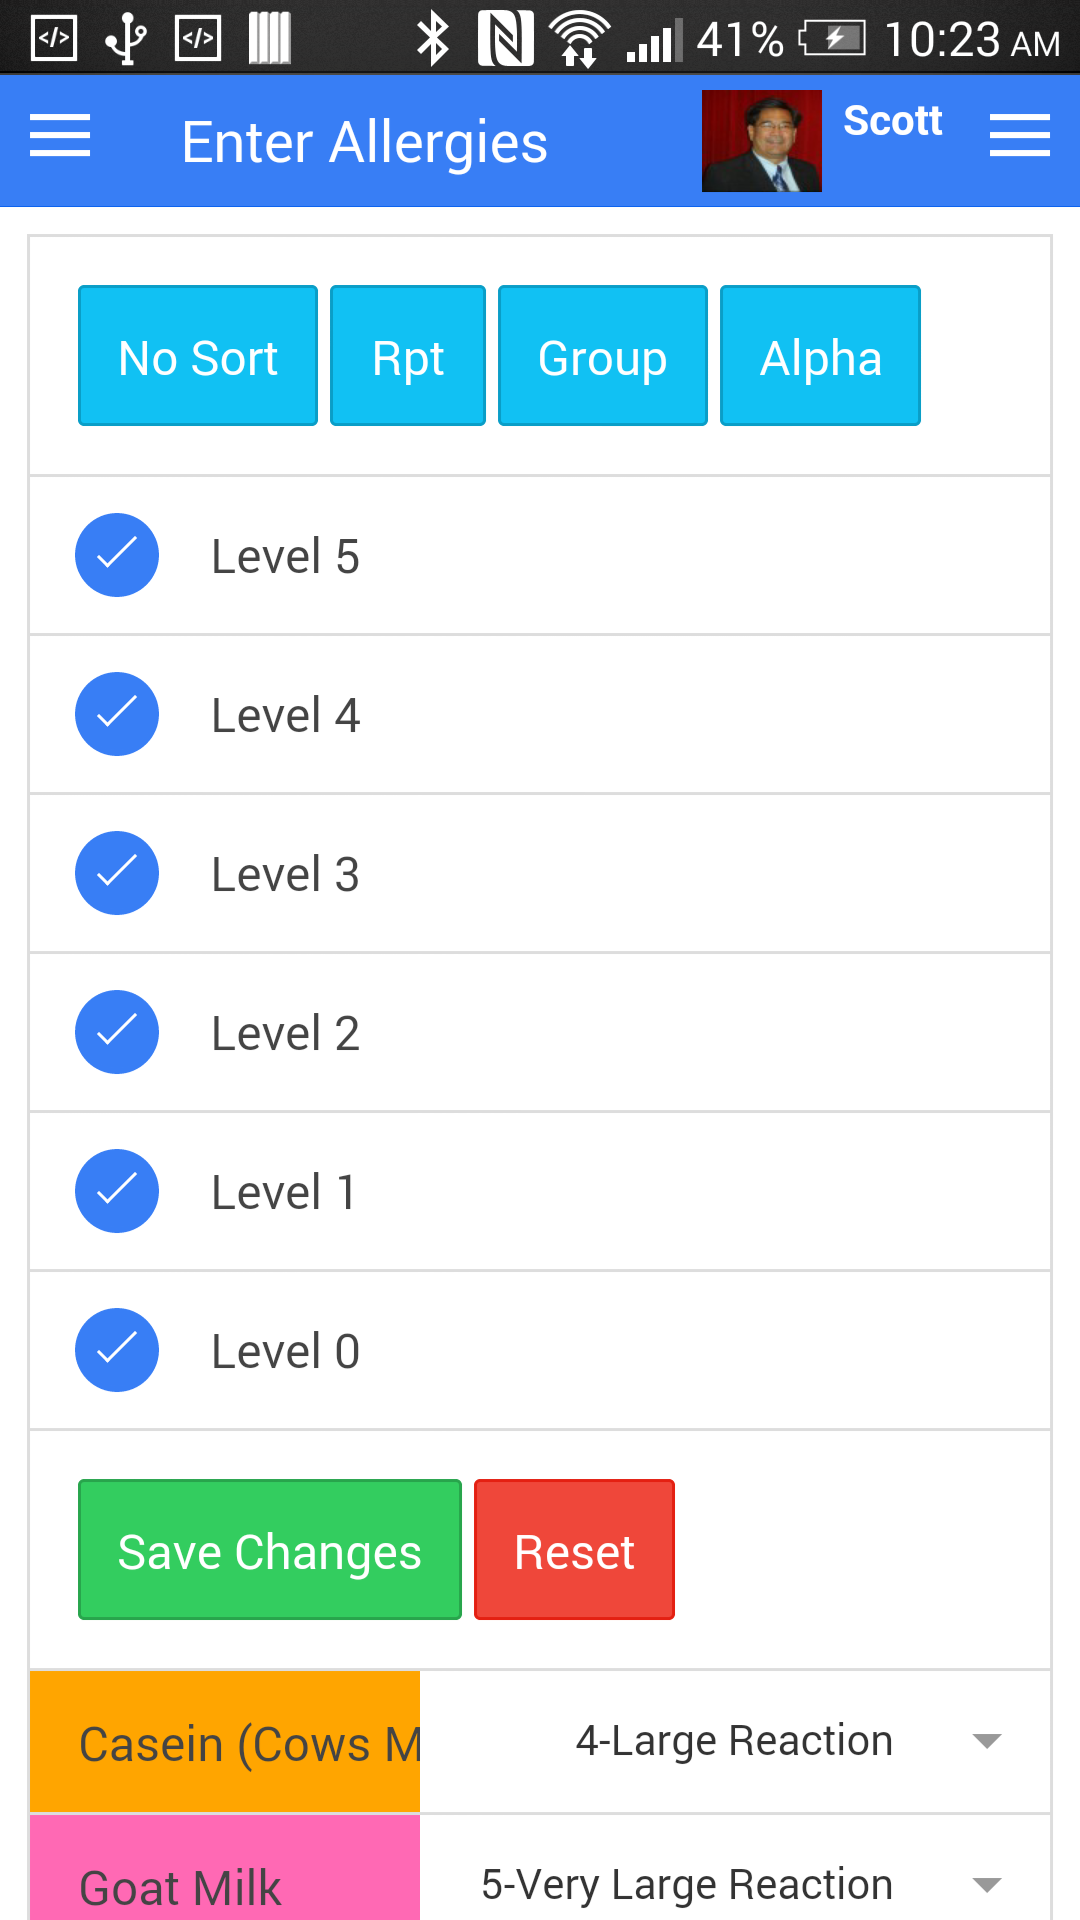 41% 10:23 AM
Enter Allergies Scott
No Sort Rpt Group Alpha
Level 5
Level 4
Level 3
Level 2
Level 1
Level 0
Save Changes Reset
Casein (Cows M 4-Large Reaction
Goat Milk 5-Very Large Reaction